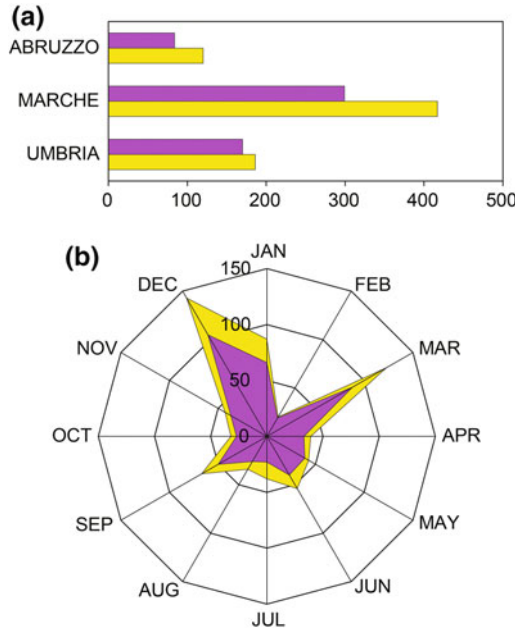 (a)
ABRUZZO
MARCHE
UMBRIA
0 100 200 300 400 500
(b)
JAN
150
DEC FEB
100
NOV MAR
50
OCT 0 APR
SEP MAY
AUG JUN
JUL